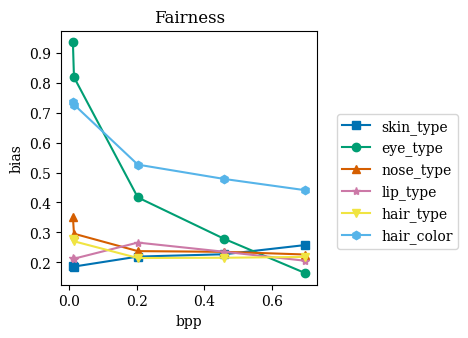 Fairness
bias
0.9
0.8
0.7
0.6
0.5
0.4
0.3
0.2
0.0
0.2
0.4
0.6
bpp
skin_type
eye_type
nose_type
lip_type
hair_type
hair_color